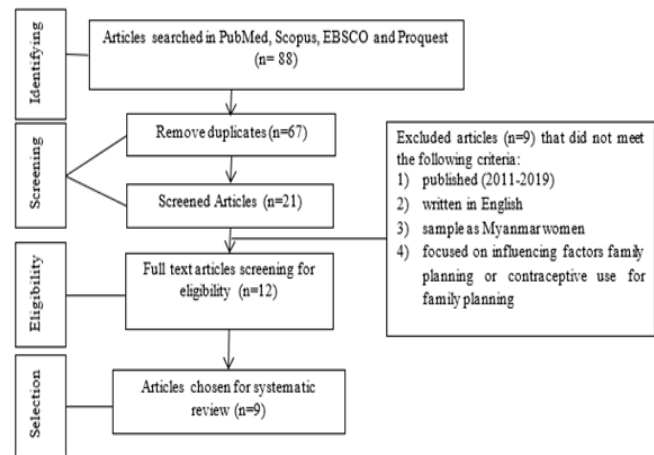 Identifying
Articles searched in PubMed, Scopus, EBSCO and Proquest
(n= 88)
Screening
Remove duplicates (n=67)
Screened Articles (n=21)
Excluded articles (n=9) that did not meet
the following criteria:
1) published (2011-2019)
2) written in English
3) sample as Myanmar women
4) focused on influencing factors family
planning or contraceptive use for
family planning
Eligibility
Full text articles screening for
eligibility (n=12)
Selection
Articles chosen for systematic
review (n=9)